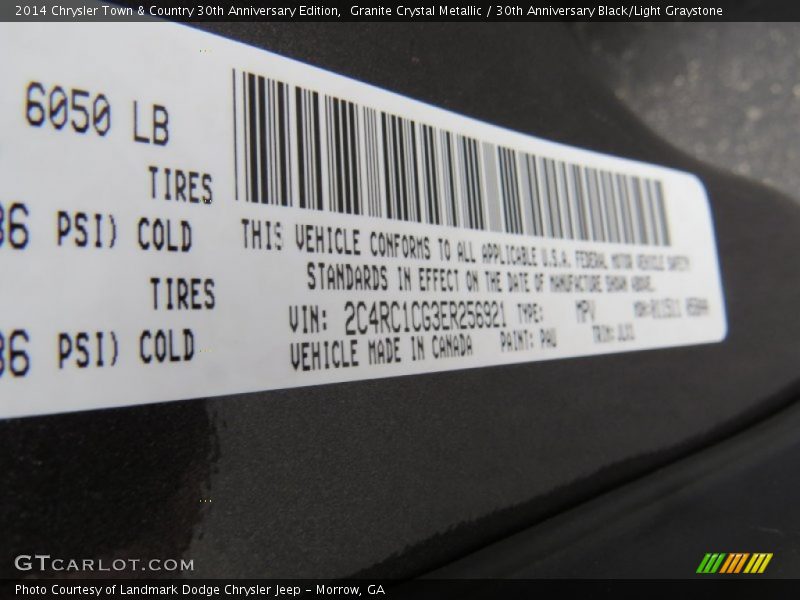 2014 Chrysler Town & Country 30th Anniversary Edition,  Granite Crystal Metallic / 30th Anniversary Black/Light Graystone
6050 LB
TIRES
36 PSI) COLD
TIRES
36 PSI) COLD
THIS VEHICLE CONFORMS TO ALL APPLICABLE U.S.A. FEDERAL MOTOR VEHICLE SAFETY
STANDARDS IN EFFECT ON THE DATE OF MANUFACTURE SHOWN ABOVE.
VIN: 2C4RC1CG3ER256921 TYPE: MPV
VEHICLE MADE IN CANADA PAINT: PAU TRIM:
GTCARLOT.COM
Photo Courtesy of Landmark Dodge Chrysler Jeep – Morrow, GA